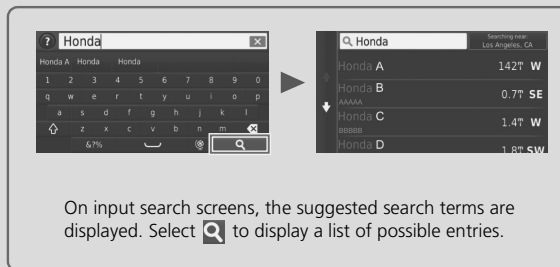 ? Honda
Honda A Honda Honda
1 2 3 4 5 6 7 8 9 0
q w e r t y u i o p
a s d f g h j k l
z x c v b n m
&?%
Honda
Searching near:
Los Angeles, CA
Honda A 142 W
Honda B 0.7 SE
AAAAA
Honda C 1.4 W
BBBBB
Honda D 1.8 SW
On input search screens, the suggested search terms are
displayed. Select to display a list of possible entries.